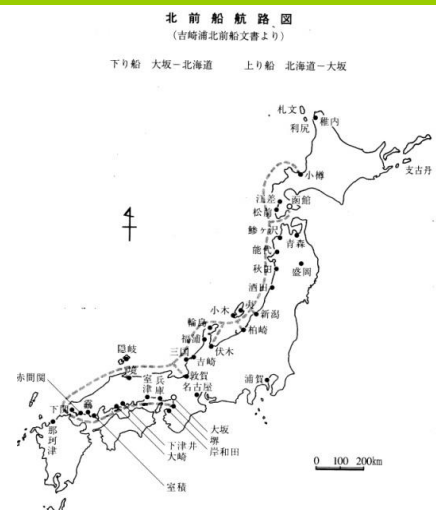 北前船航路図
(吉崎浦北前船文書より)
下り船 大坂－北海道 上り船 北海道－大坂
札文
利尻
稚内
小樽
支古丹
江差
函館
松前
鰺ヶ沢
青森
能代
秋田
盛岡
酒田
小木
新潟
輪島
柏崎
福浦
伏木
三国
吉崎
隠岐
敦賀
境
赤間関
室津
兵庫
名古屋
浦賀
下関
那珂津
大坂
堺
岸和田
下津井
大崎
室積
0 100 200km